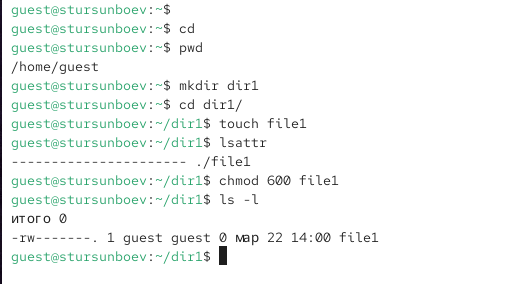 guest@stursunboev:~$
guest@stursunboev:~$ cd
guest@stursunboev:~$ pwd
/home/guest
guest@stursunboev:~$ mkdir dir1
guest@stursunboev:~$ cd dir1/
guest@stursunboev:~/dir1$ touch file1
guest@stursunboev:~/dir1$ lsattr
---------------------- ./file1
guest@stursunboev:~/dir1$ chmod 600 file1
guest@stursunboev:~/dir1$ ls -l
итого 0
-rw-------. 1 guest guest 0 мар 22 14:00 file1
guest@stursunboev:~/dir1$